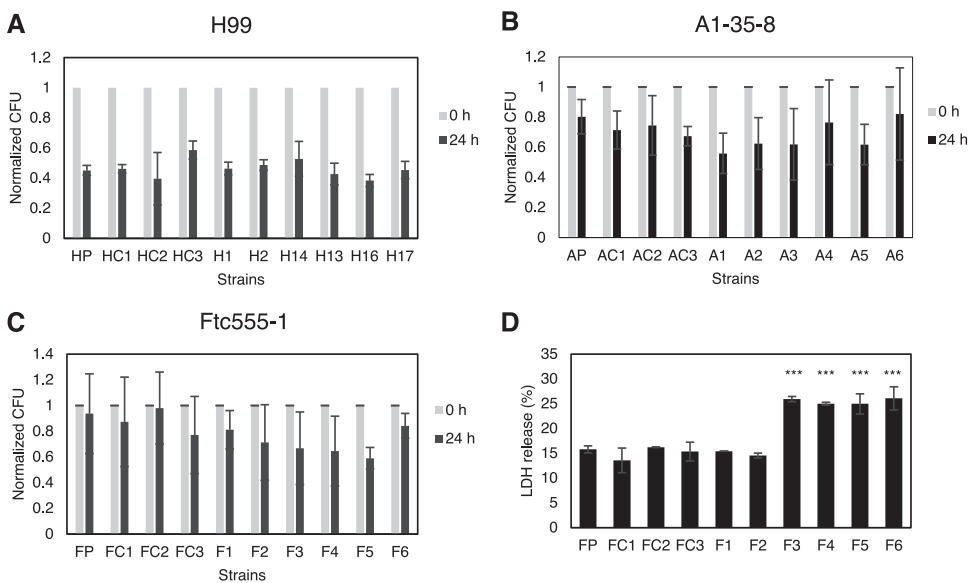 A
H99
Normalized CFU
1.2
1
0.8
0.6
0.4
0.2
0
HP HC1 HC2 HC3 H1 H2 H14 H13 H16 H17
Strains
0 h
24 h
B
A1-35-8
Normalized CFU
1.2
1
0.8
0.6
0.4
0.2
0
AP AC1 AC2 AC3 A1 A2 A3 A4 A5 A6
Strains
0 h
24 h
C
Ftc555-1
Normalized CFU
1.4
1.2
1
0.8
0.6
0.4
0.2
0
FP FC1 FC2 FC3 F1 F2 F3 F4 F5 F6
Strains
0 h
24 h
D
LDH release (%)
35
30
25
20
15
10
5
0
*** *** *** ***
FP FC1 FC2 FC3 F1 F2 F3 F4 F5 F6